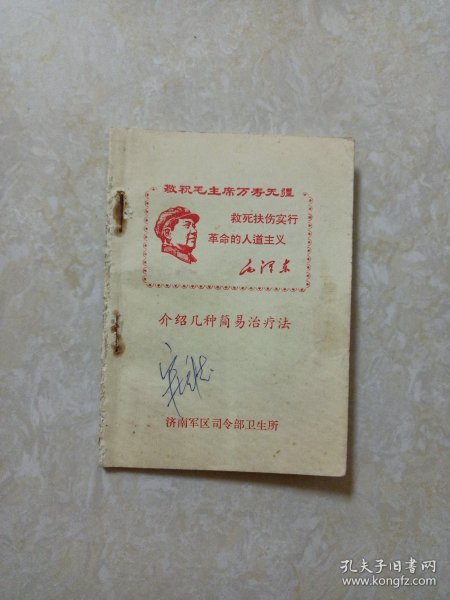 敬祝毛主席万寿无疆
救死扶伤实行
革命的人道主义
毛泽东
介绍几种简易治疗法
济南军区司令部卫生所
孔夫子旧书网
www.kongfz.com